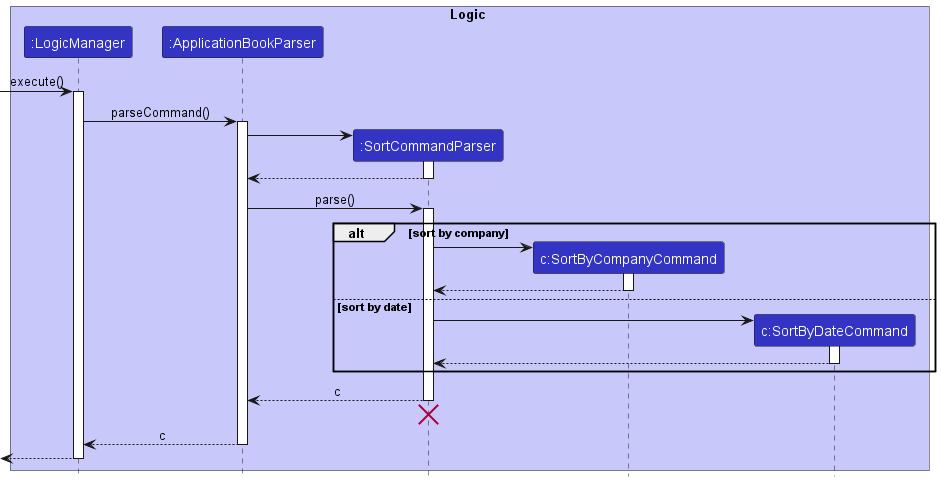 Logic
:LogicManager
:ApplicationBookParser
execute()
parseCommand()
:SortCommandParser
parse()
alt
[sort by company]
c:SortByCompanyCommand
[sort by date]
c:SortByDateCommand
c
c